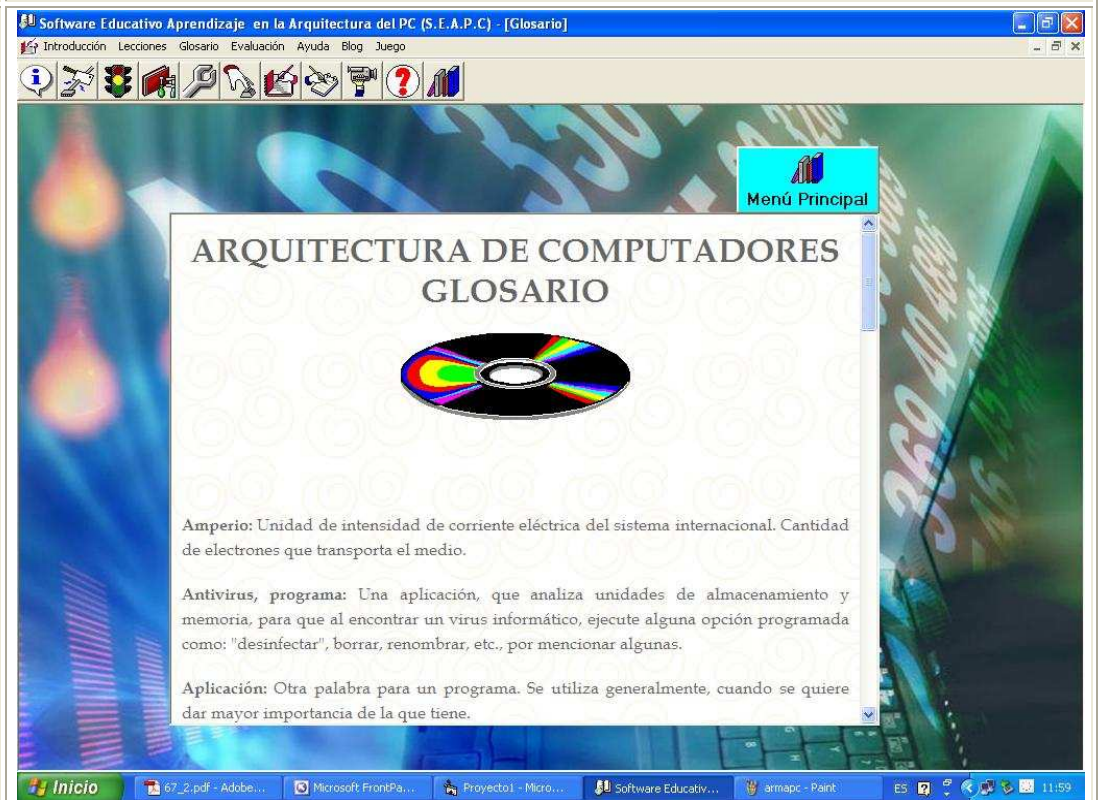 Software Educativo Aprendizaje en la Arquitectura del PC (S.E.A.P.C) - [Glosario]
Introducción Lecciones Glosario Evaluación Ayuda Blog Juego
Menú Principal
ARQUITECTURA DE COMPUTADORES
GLOSARIO
Amperio: Unidad de intensidad de corriente eléctrica del sistema internacional. Cantidad
de electrones que transporta el medio.
Antivirus, programa: Una aplicación, que analiza unidades de almacenamiento y
memoria, para que al encontrar un virus informático, ejecute alguna opción programada
como: "desinfectar", borrar, renombrar, etc., por mencionar algunas.
Aplicación: Otra palabra para un programa. Se utiliza generalmente, cuando se quiere
dar mayor importancia de la que tiene.
Inicio 67_2.pdf - Adobe... Microsoft FrontPa... Proyecto1 - Micro... Software Educativ... armapc - Paint ES 11:59